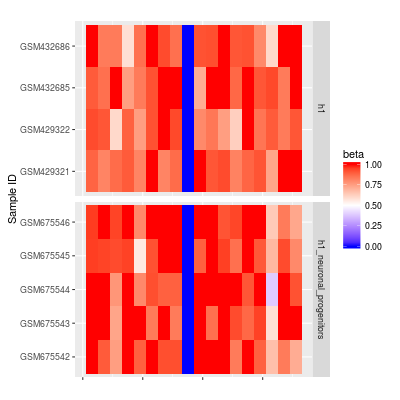 GSM432686
GSM432685
GSM429322
GSM429321
h1
GSM675546
GSM675545
GSM675544
GSM675543
GSM675542
h1_neuronal_progenitors
Sample ID
beta
1.00
0.75
0.50
0.25
0.00